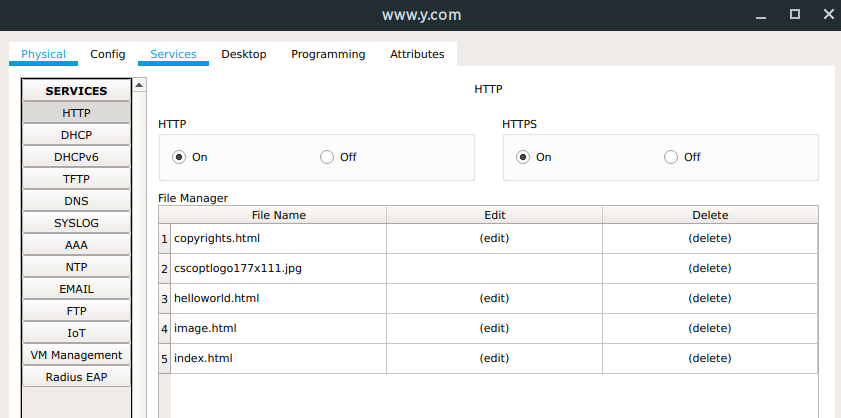 www.y.com
Physical Config Services Desktop Programming Attributes
SERVICES
HTTP
DHCP
DHCPv6
TFTP
DNS
SYSLOG
AAA
NTP
EMAIL
FTP
IoT
VM Management
Radius EAP
HTTP
HTTP HTTPS
On Off On Off
File Manager
File Name Edit Delete
1 copyrights.html (edit) (delete)
2 cscoptlogo177x111.jpg (delete)
3 helloworld.html (edit) (delete)
4 image.html (edit) (delete)
5 index.html (edit) (delete)